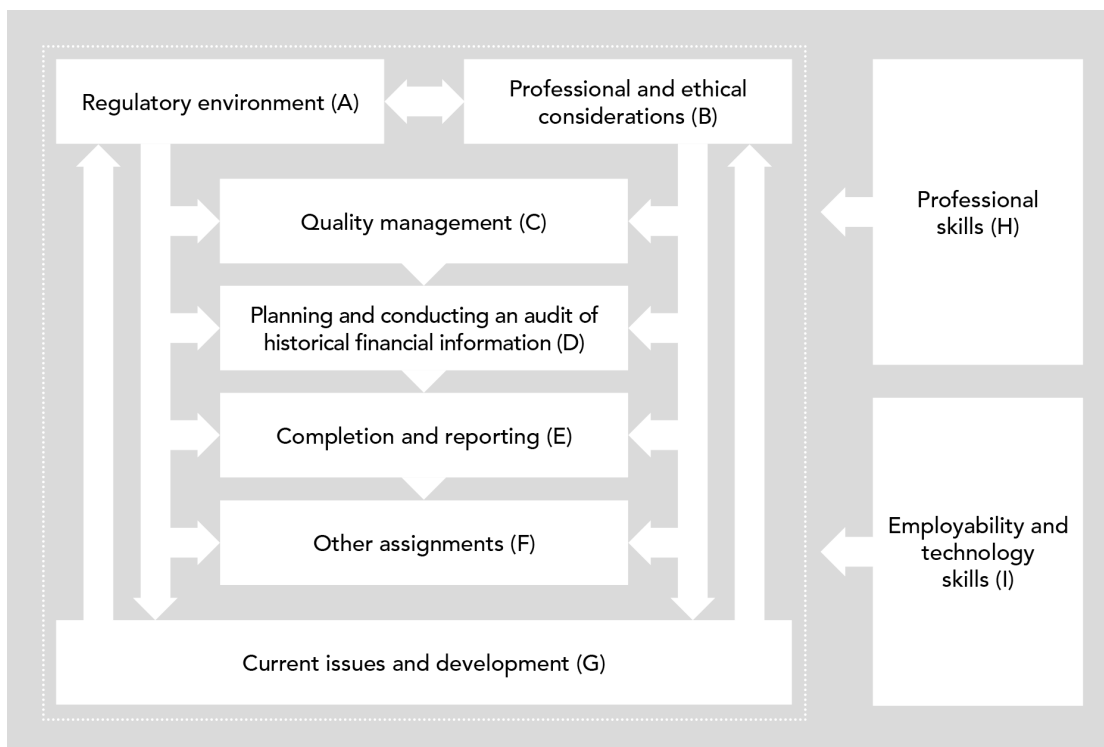 Regulatory environment (A)
Professional and ethical
considerations (B)
Quality management (C)
Planning and conducting an audit of
historical financial information (D)
Completion and reporting (E)
Other assignments (F)
Current issues and development (G)
Professional
skills (H)
Employability and
technology
skills (I)